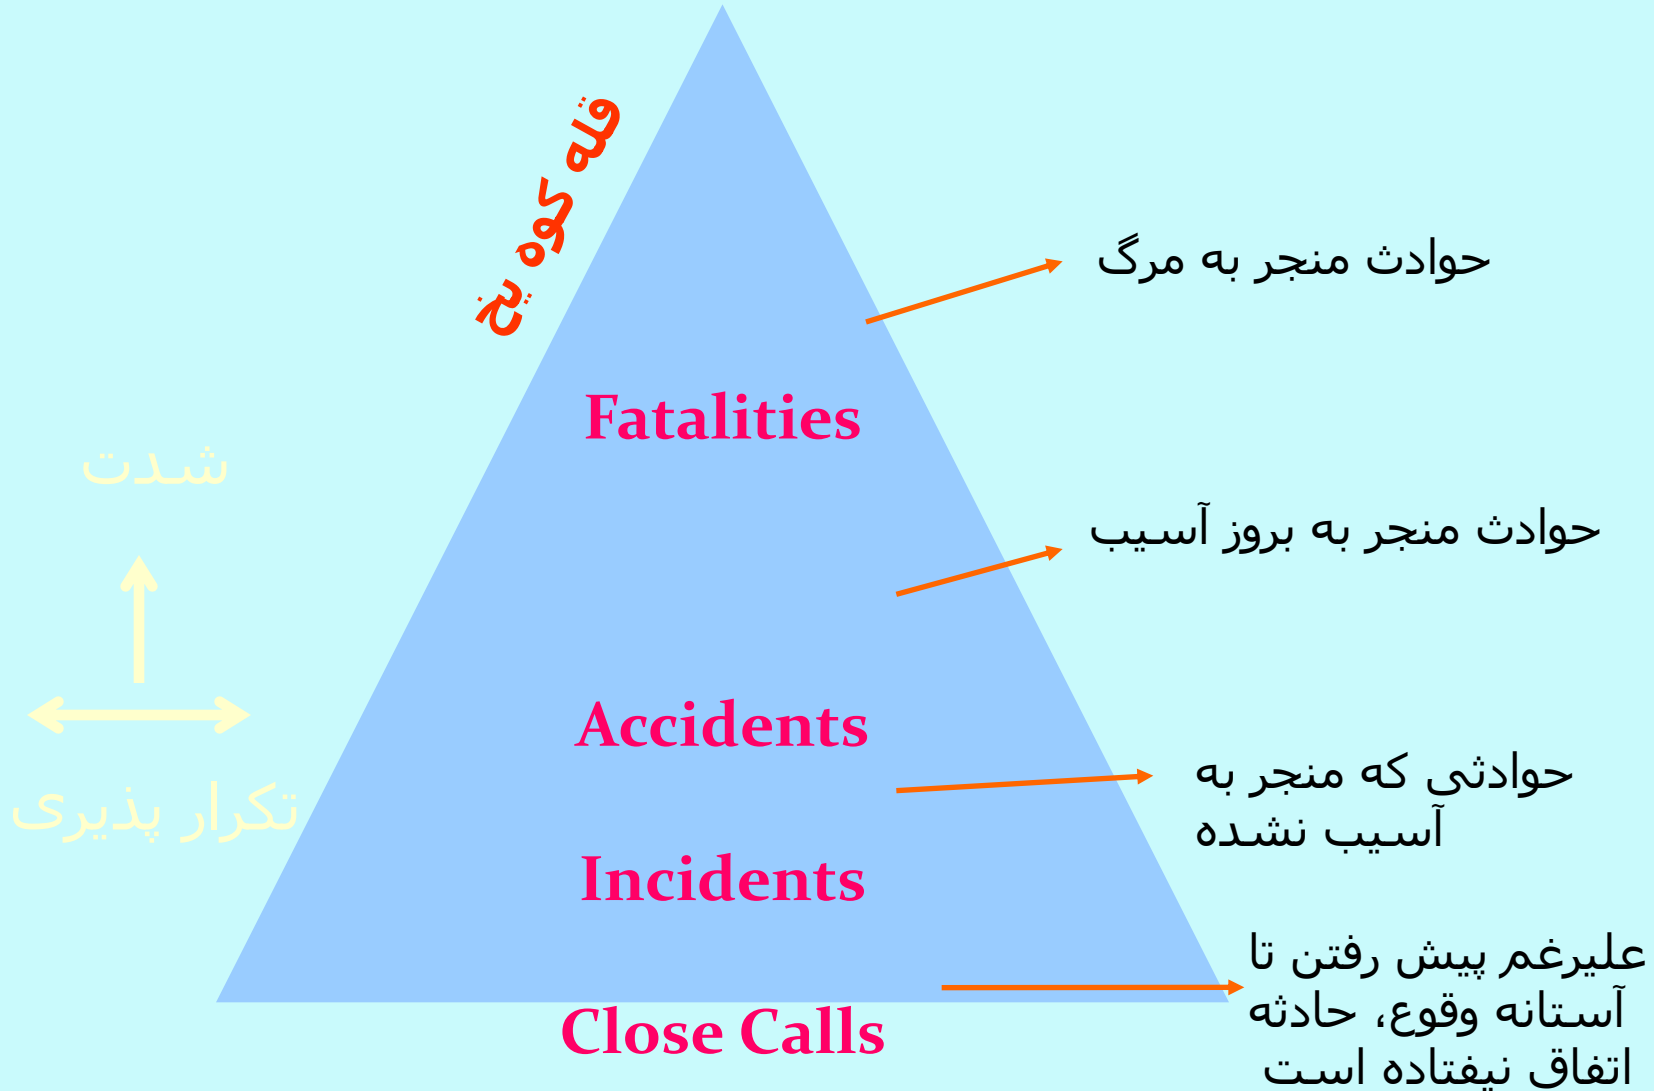 قله کوه یخ
حوادث منجر به مرگ
Fatalities
شدت
حوادث منجر به بروز آسیب
Accidents
حوادثی که منجر به
آسیب نشده
تکرار پذیری
Incidents
علیرغم پیش رفتن تا
آستانه وقوع، حادثه
اتفاق نیفتاده است
Close Calls